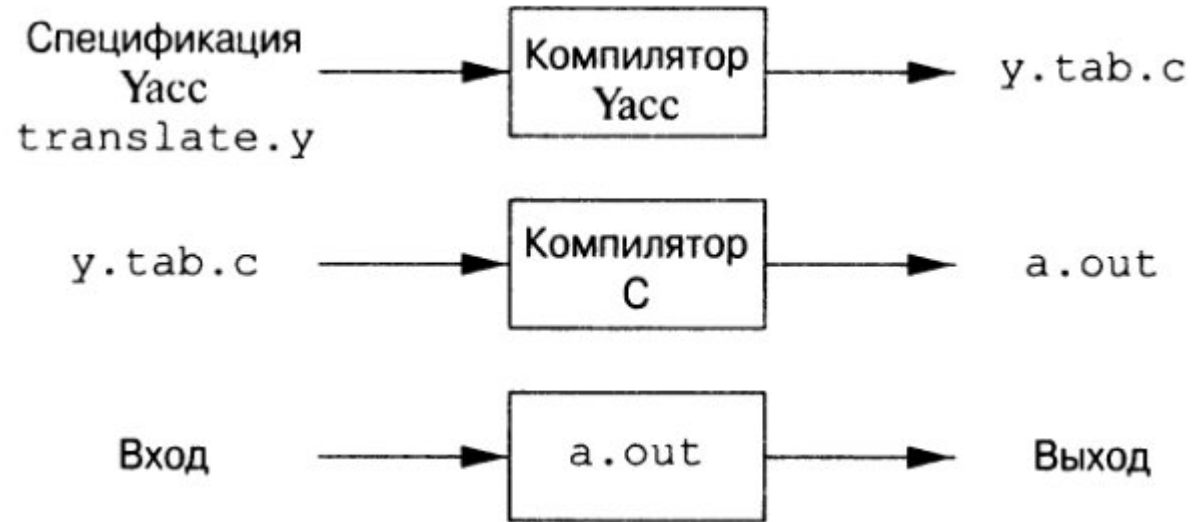 Спецификация
Yacc
translate.y
Компилятор
Yacc
y.tab.c
y.tab.c
Компилятор
C
a.out
Вход
a.out
Выход